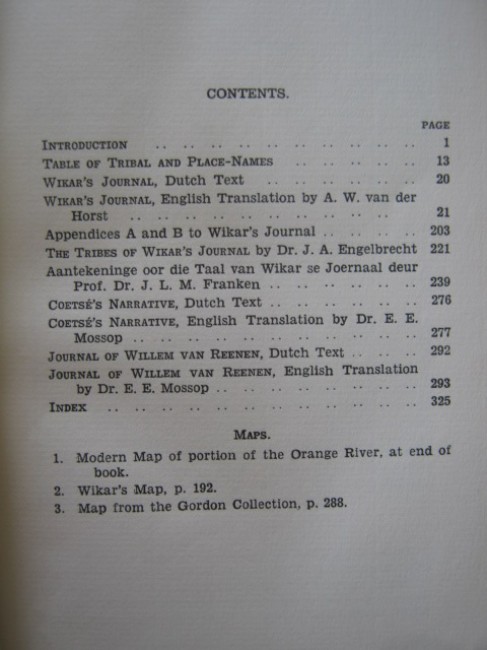 CONTENTS.
PAGE
INTRODUCTION .. .. .. .. .. .. .. .. .. .. 1
TABLE OF TRIBAL AND PLACE-NAMES .. .. .. .. .. 13
WIKAR'S JOURNAL, Dutch Text .. .. .. .. .. .. 20
WIKAR'S JOURNAL, English Translation by A. W. van der
Horst .. .. .. .. .. .. .. .. .. .. 21
Appendices A and B to Wikar's Journal .. .. .. .. 203
THE TRIBES OF WIKAR'S JOURNAL by Dr. J. A. Engelbrecht 221
Aantekeninge oor die Taal van Wikar se Joernaal deur
Prof. Dr. J. L. M. Franken .. .. .. .. .. .. 239
COETSÉ'S NARRATIVE, Dutch Text .. .. .. .. .. .. 276
COETSÉ'S NARRATIVE, English Translation by Dr. E. E.
Mossop .. .. .. .. .. .. .. .. .. .. 277
JOURNAL OF WILLEM VAN REENEN, Dutch Text .. .. .. 292
JOURNAL OF WILLEM VAN REENEN, English Translation
by Dr. E. E. Mossop .. .. .. .. .. .. .. 293
INDEX .. .. .. .. .. .. .. .. .. .. .. 325
MAPS.
1. Modern Map of portion of the Orange River, at end of
book.
2. Wikar's Map, p. 192.
3. Map from the Gordon Collection, p. 288.